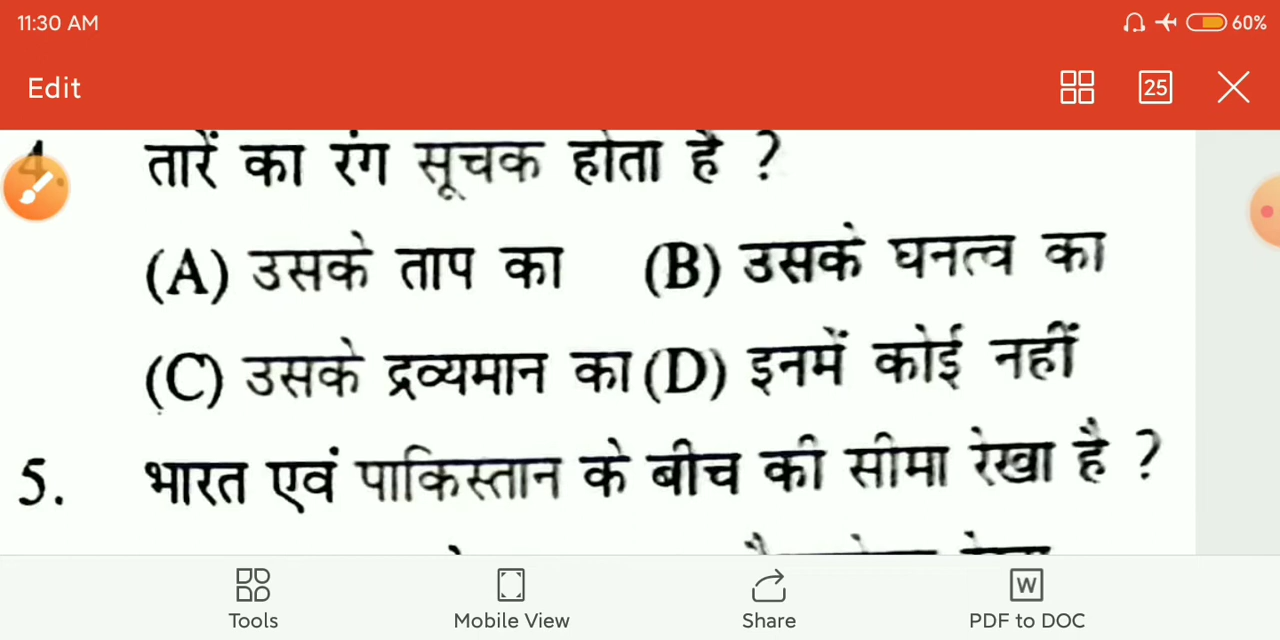 11:30 AM 60%
Edit 25
4. तारें का रंग सूचक होता है ?
(A) उसके ताप का (B) उसके घनत्व का
(C) उसके द्रव्यमान का (D) इनमें कोई नहीं
5. भारत एवं पाकिस्तान के बीच की सीमा रेखा है ?
Tools Mobile View Share W PDF to DOC